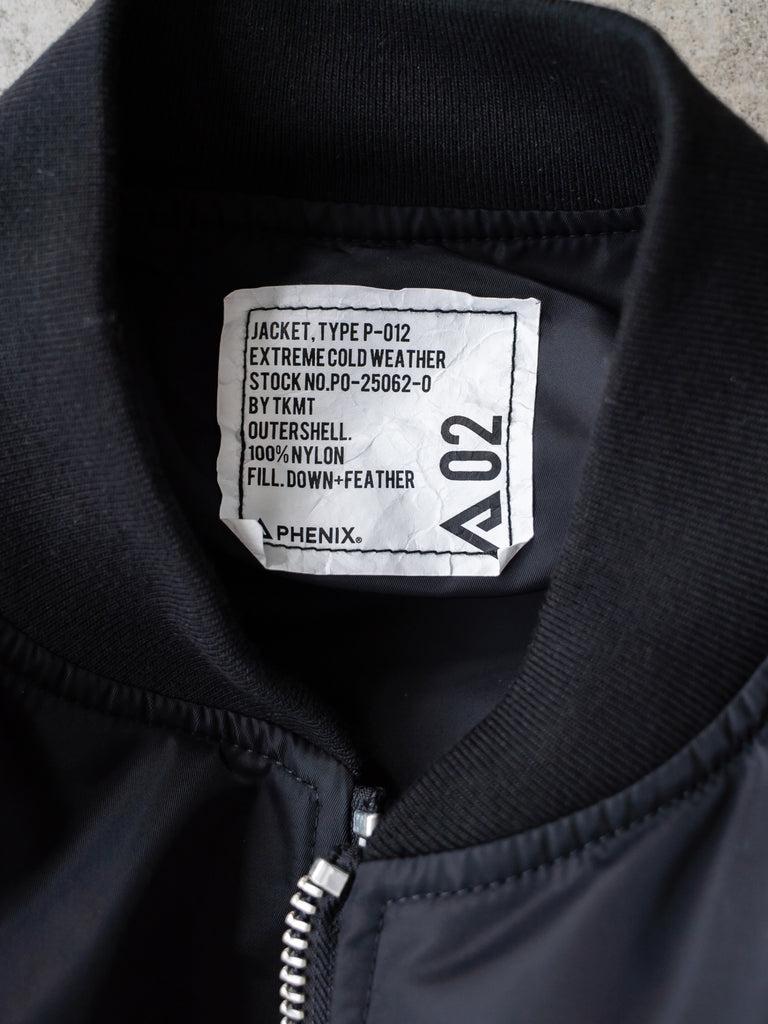 JACKET, TYPE P-012
EXTREME COLD WEATHER
STOCK NO.PO-25062-0
BY TKMT
OUTERSHELL.
100% NYLON
FILL. DOWN+FEATHER
PHENIX®
02